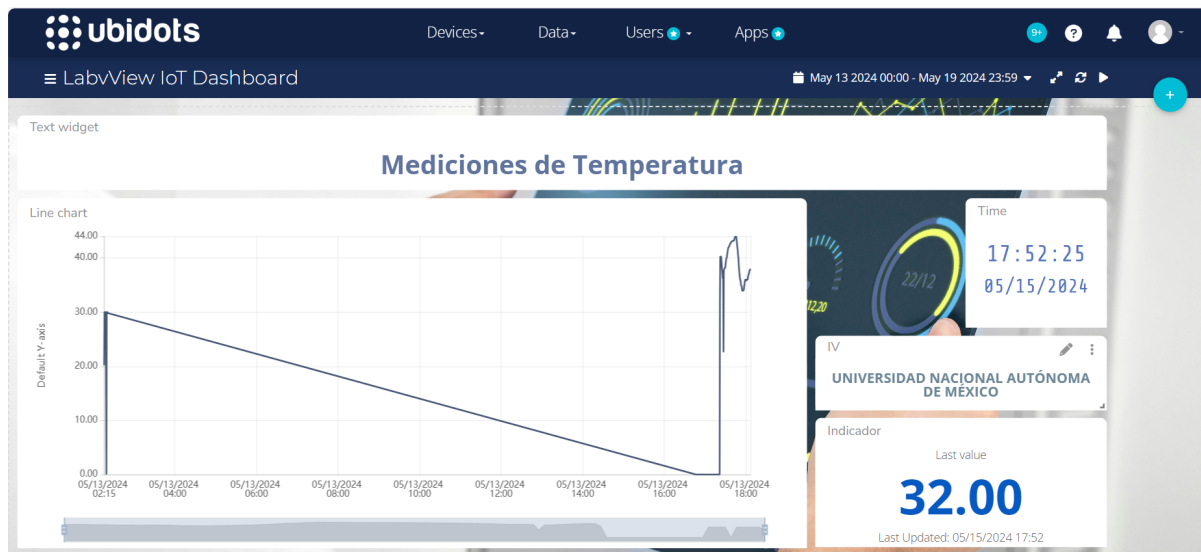 ubidots
Devices
Data
Users
Apps
9+
?
LabvView IoT Dashboard
May 13 2024 00:00 - May 19 2024 23:59
+
Text widget
Mediciones de Temperatura
Line chart
44.00
40.00
30.00
20.00
10.00
0.00
Default Y-axis
05/13/2024 05/13/2024 05/13/2024 05/13/2024 05/13/2024 05/13/2024 05/13/2024 05/13/2024 05/13/2024
02:15 04:00 06:00 08:00 10:00 12:00 14:00 16:00 18:00
22/12
12,20
Time
17:52:25
05/15/2024
IV
UNIVERSIDAD NACIONAL AUTÓNOMA
DE MÉXICO
Indicador
Last value
32.00
Last Updated: 05/15/2024 17:52